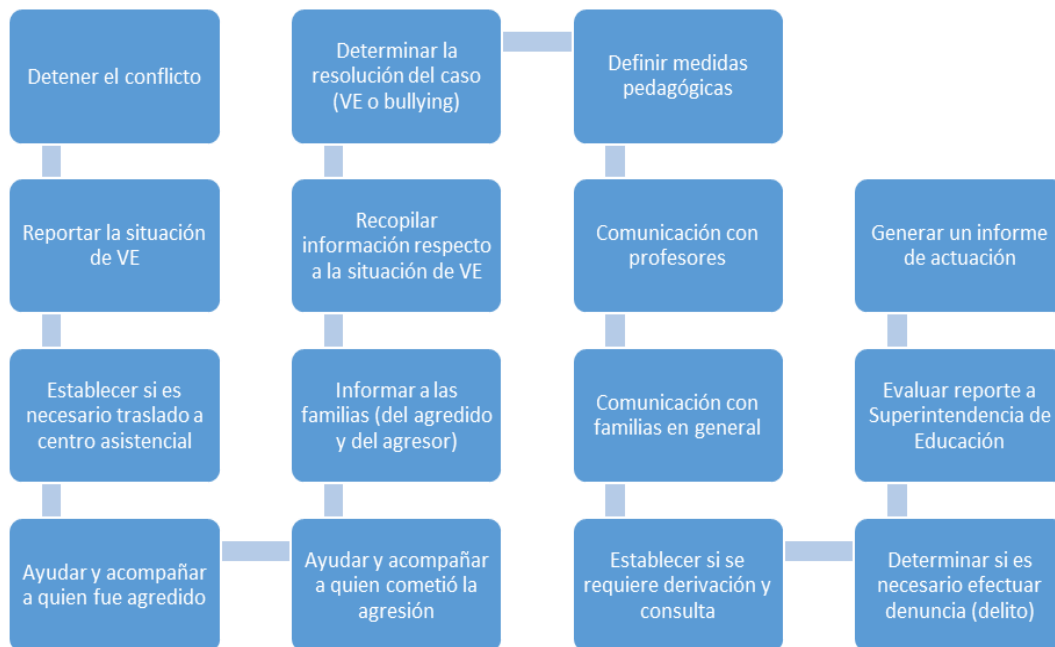 Detener el conflicto
Reportar la situación
de VE
Establecer si es
necesario traslado a
centro asistencial
Ayudar y acompañar
a quien fue agredido
Ayudar y acompañar
a quien cometió la
agresión
Informar a las
familias (del agredido
y del agresor)
Recopilar
información respecto
a la situación de VE
Determinar la
resolución del caso
(VE o bullying)
Definir medidas
pedagógicas
Comunicación con
profesores
Comunicación con
familias en general
Establecer si se
requiere derivación y
consulta
Determinar si es
necesario efectuar
denuncia (delito)
Evaluar reporte a
Superintendencia de
Educación
Generar un informe
de actuación